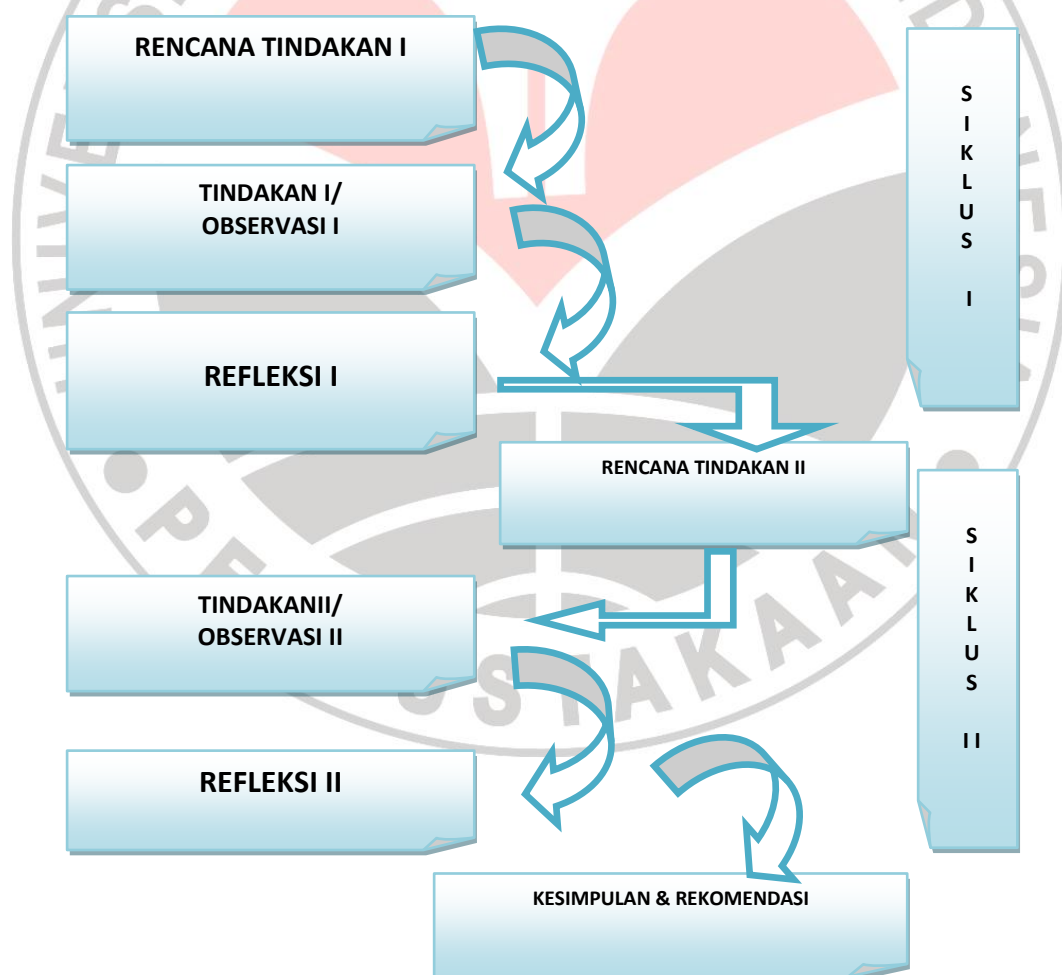 RENCANA TINDAKAN I
TINDAKAN I/
OBSERVASI I
REFLEKSI I
S
I
K
L
U
S
I
RENCANA TINDAKAN II
TINDAKANII/
OBSERVASI II
REFLEKSI II
S
I
K
L
U
S
I I
KESIMPULAN & REKOMENDASI